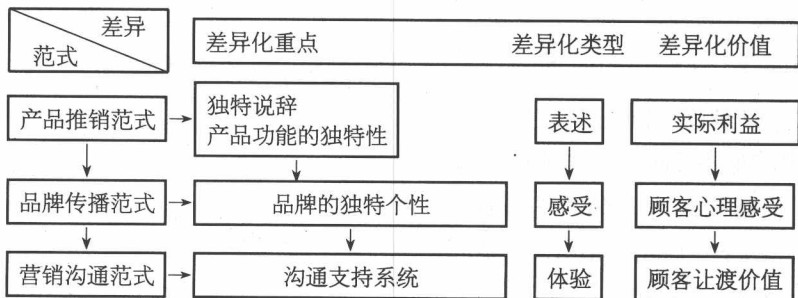 差异
范式
差异化重点 差异化类型 差异化价值
产品推销范式
独特说辞
产品功能的独特性
表述
实际利益
品牌传播范式
品牌的独特个性
感受
顾客心理感受
营销沟通范式
沟通支持系统
体验
顾客让渡价值